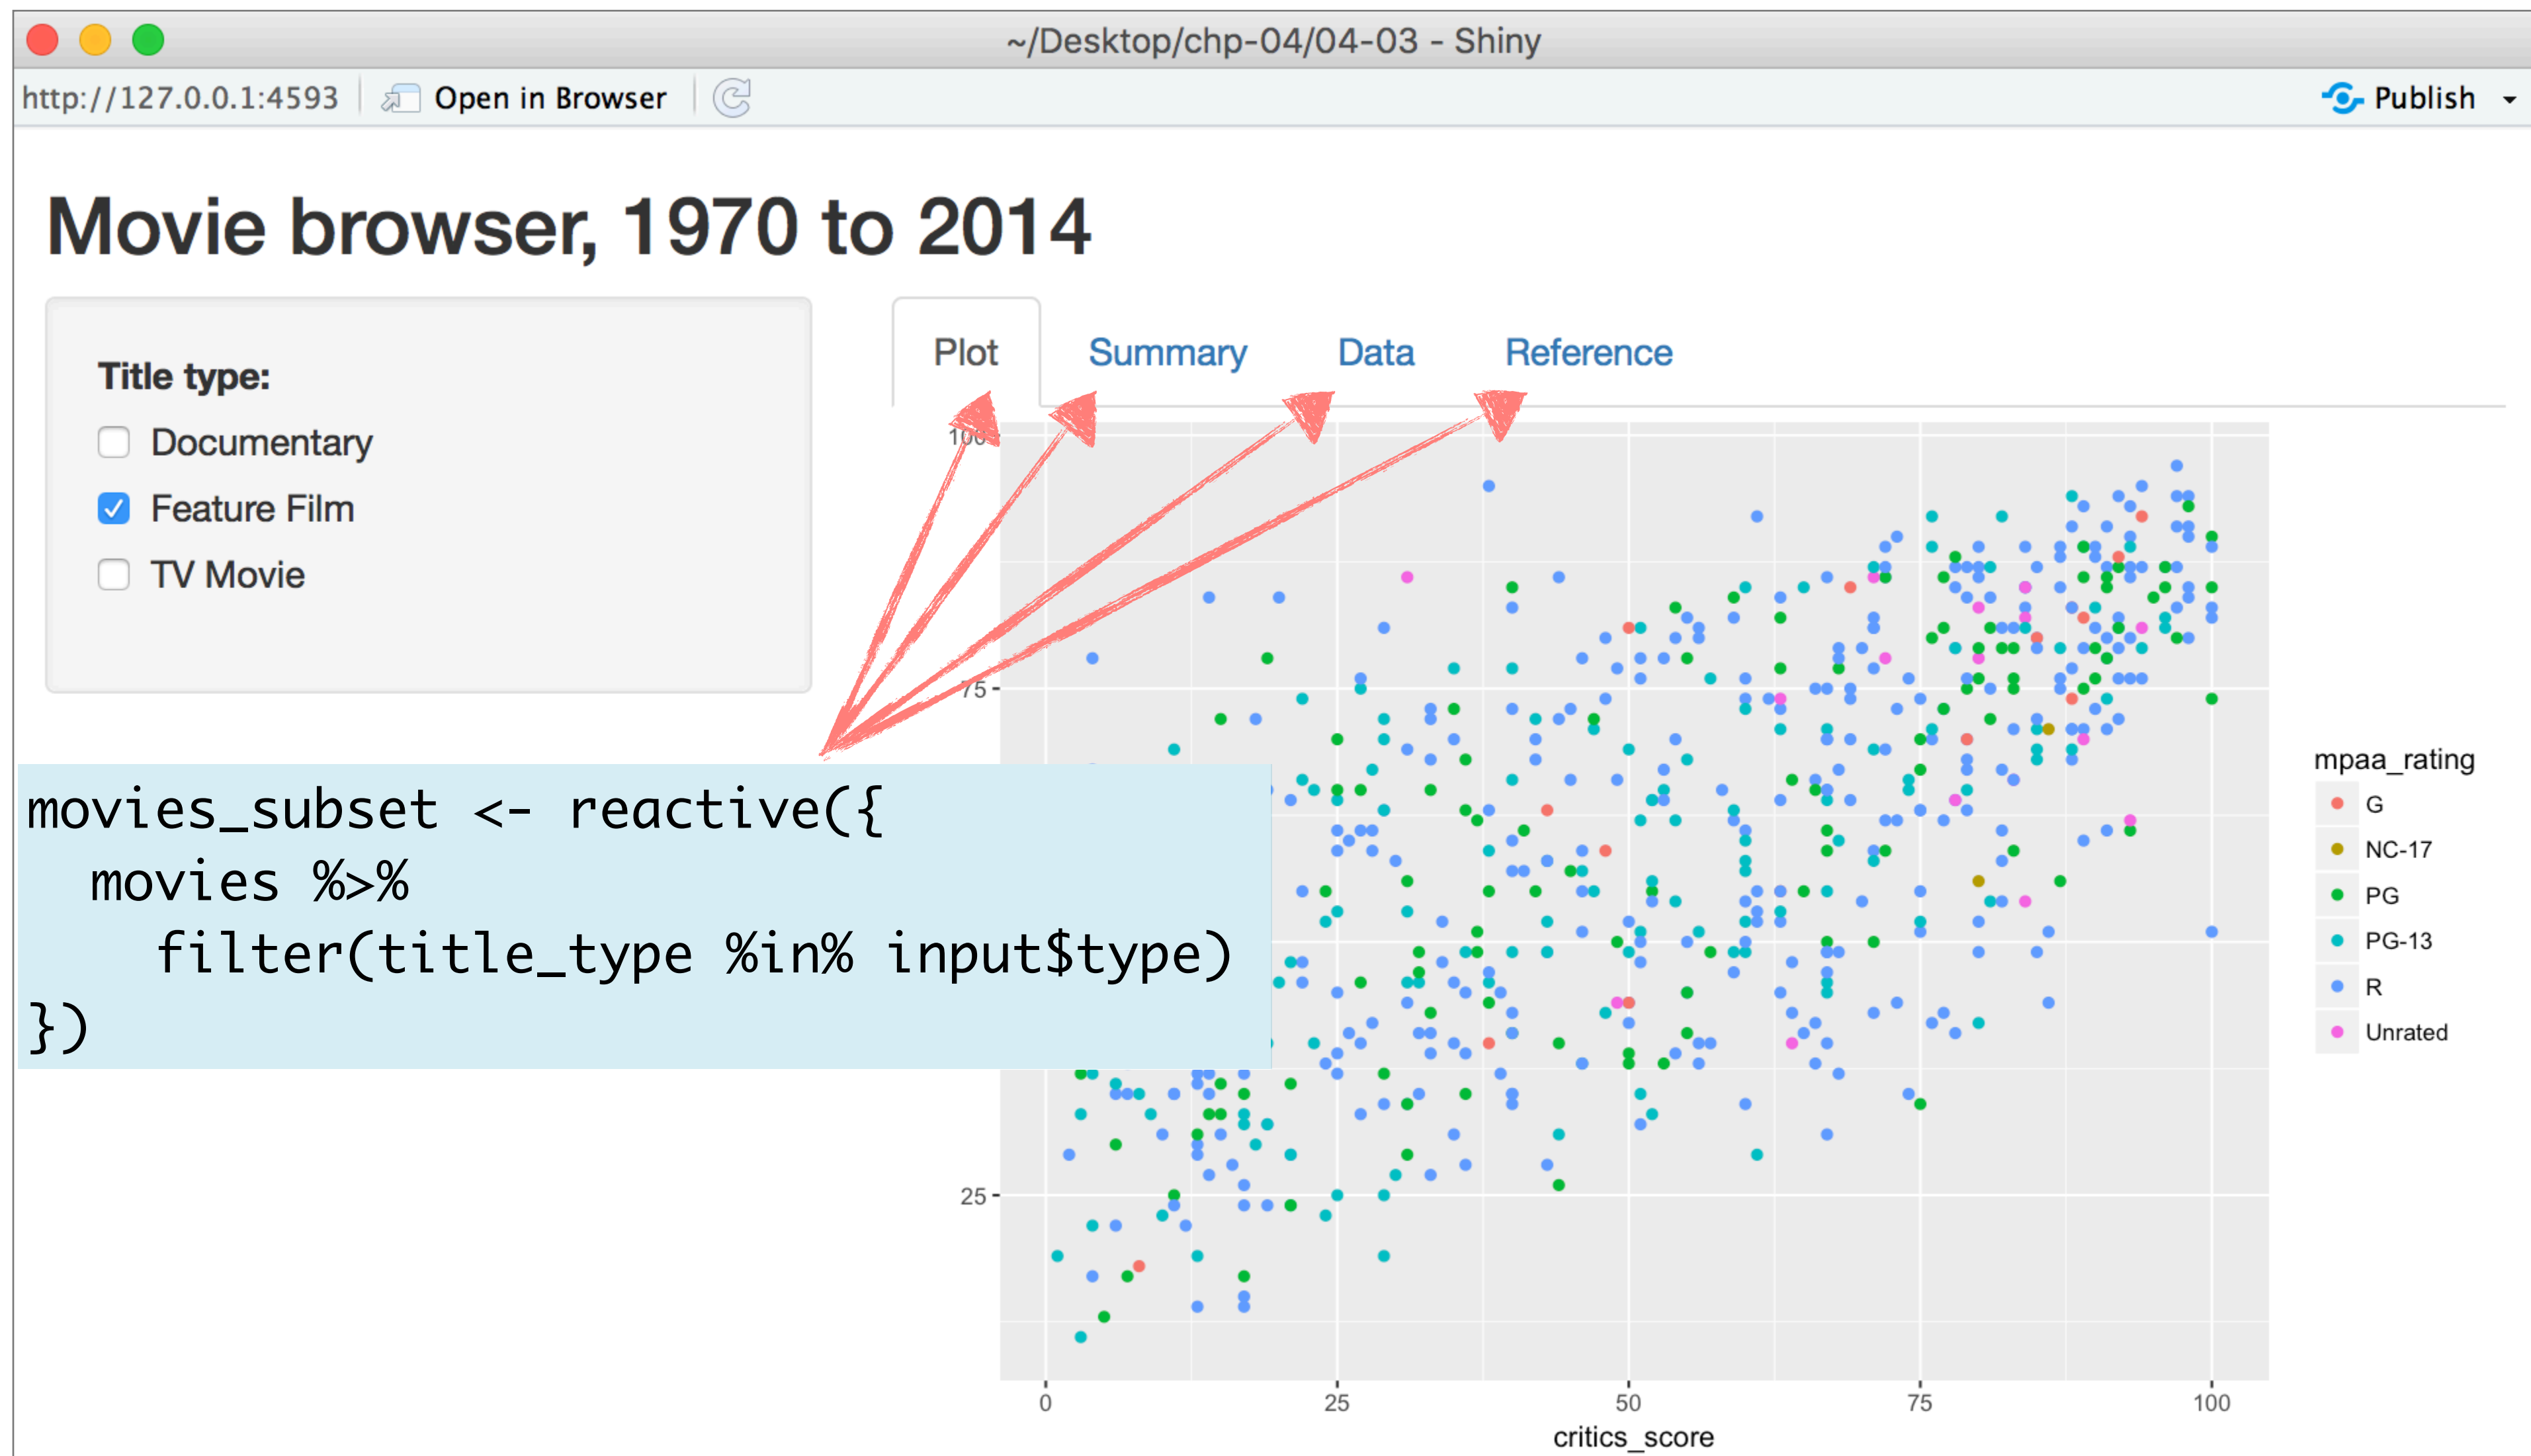 ~/Desktop/chp-04/04-03 - Shiny
http://127.0.0.1:4593 Open in Browser Publish
Movie browser, 1970 to 2014
Title type:
Documentary
Feature Film
TV Movie
Plot Summary Data Reference
100
75
25
movies_subset <- reactive({
  movies %>%
    filter(title_type %in% input$type)
})
mpaa_rating
G
NC-17
PG
PG-13
R
Unrated
0 25 50 75 100
critics_score